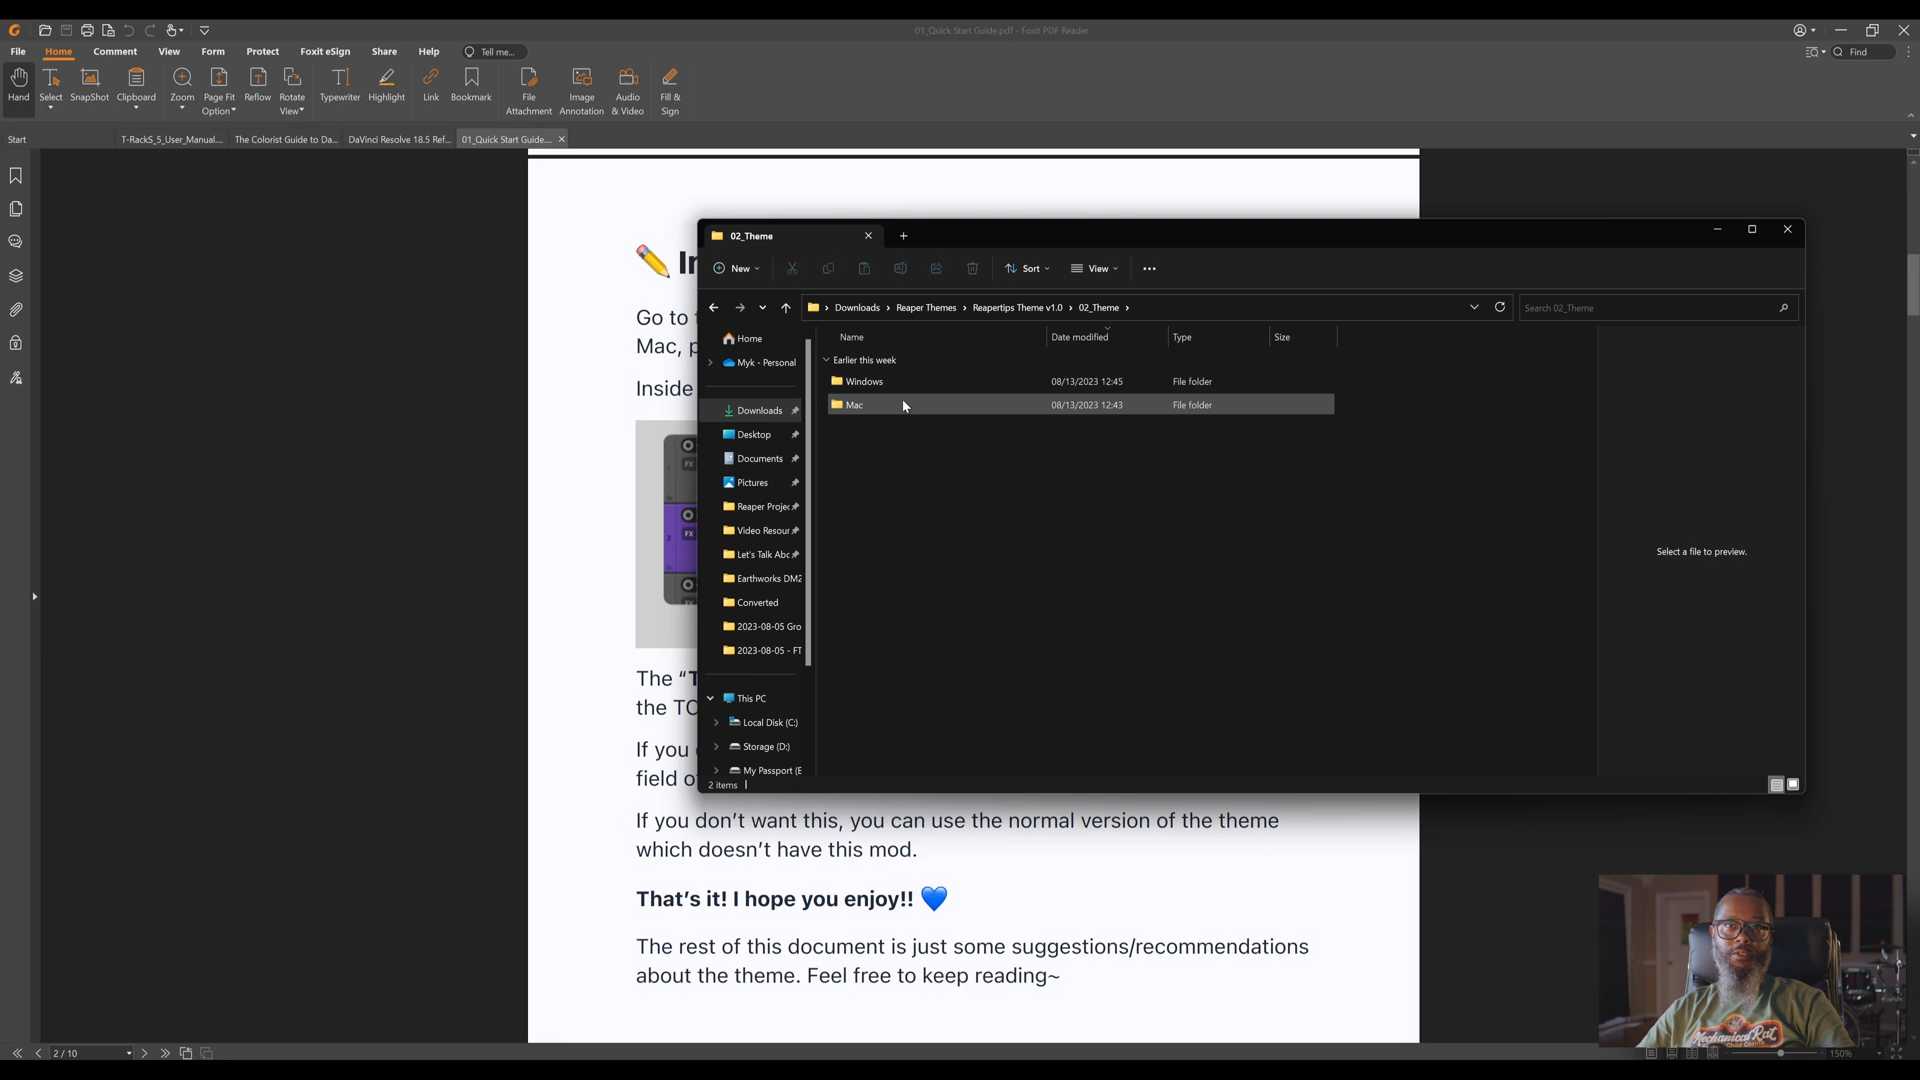 01_Quick Start Guide.pdf - Foxit PDF Reader
File Home Comment View Form Protect Foxit eSign Share Help Tell me... Find
Hand Select SnapShot Clipboard Zoom Page Fit Option Reflow Rotate View Typewriter Highlight Link Bookmark File Attachment Image Annotation Audio & Video Fill & Sign
Start T-RackS_5_User_Manual... The Colorist Guide to Da... DaVinci Resolve 18.5 Ref... 01_Quick Start Guide...
02_Theme
New Sort View
Downloads Reaper Themes Reapertips Theme v1.0 02_Theme Search 02_Theme
Name Date modified Type Size
Home
Myk - Personal
Downloads
Desktop
Documents
Pictures
Reaper Projec
Video Resour
Let's Talk Abc
Earthworks DM2
Converted
2023-08-05 Gro
2023-08-05 - FT
This PC
Local Disk (C:)
Storage (D:)
My Passport (E
Earlier this week
Windows 08/13/2023 12:45 File folder
Mac 08/13/2023 12:43 File folder
Select a file to preview.
2 items
Go to
Mac, p
Inside
FX
2
FX
The "T
the TC
If you
field o
If you don't want this, you can use the normal version of the theme
which doesn't have this mod.
That's it! I hope you enjoy!! 💙
The rest of this document is just some suggestions/recommendations
about the theme. Feel free to keep reading~
Mechanical Rat
2 / 10
150%